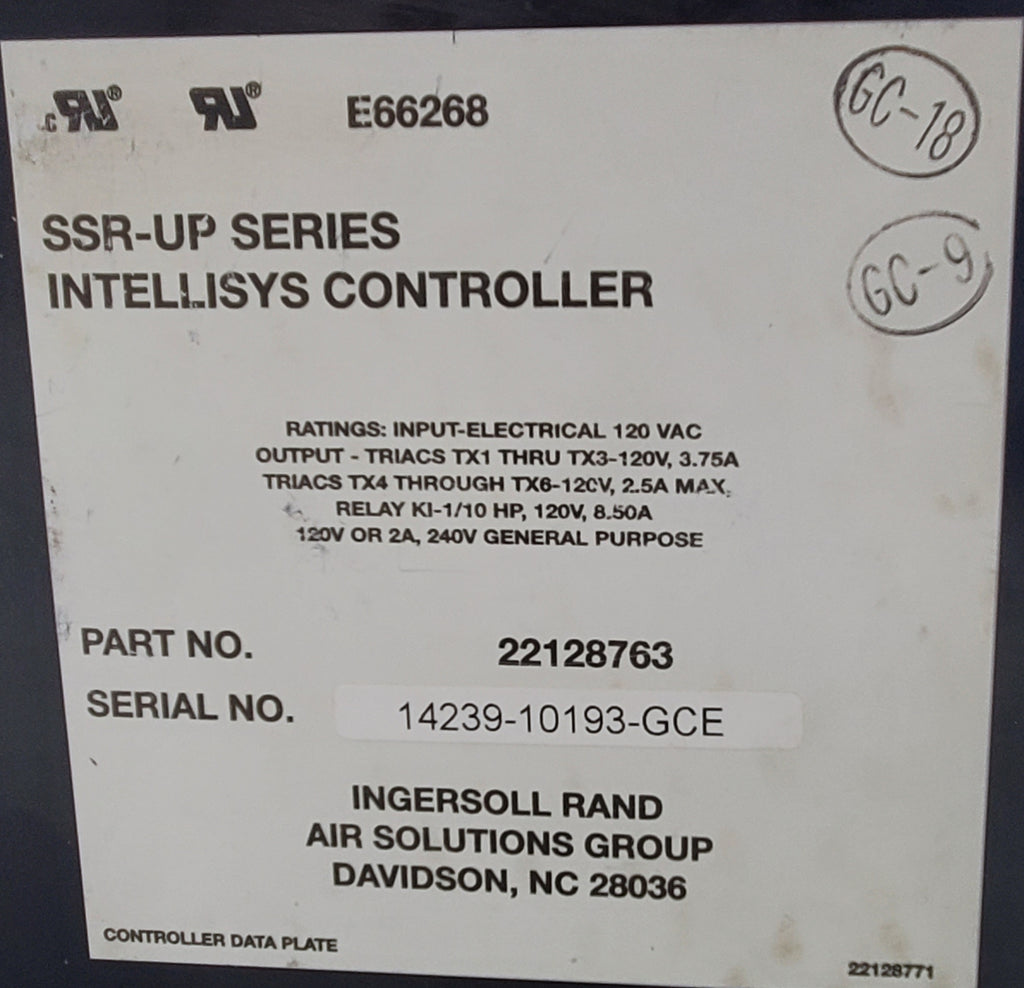 c RU® RU® E66268
GC-18
SSR-UP SERIES
INTELLISYS CONTROLLER
GC-9
RATINGS: INPUT-ELECTRICAL 120 VAC
OUTPUT - TRIACS TX1 THRU TX3-120V, 3.75A
TRIACS TX4 THROUGH TX6-120V, 2.5A MAX.
RELAY KI-1/10 HP, 120V, 8.50A
120V OR 2A, 240V GENERAL PURPOSE
PART NO. 22128763
SERIAL NO. 14239-10193-GCE
INGERSOLL RAND
AIR SOLUTIONS GROUP
DAVIDSON, NC 28036
CONTROLLER DATA PLATE
22128771